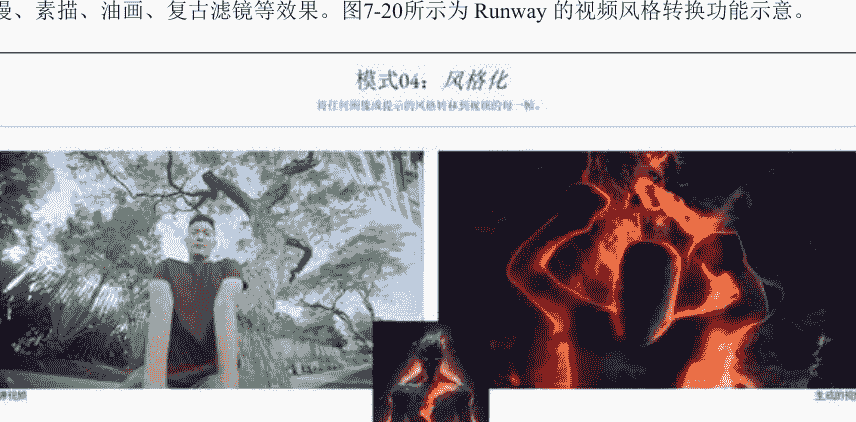 漫、素描、油画、复古滤镜等效果。图7-20所示为 Runway 的视频风格转换功能示意。
模式04：风格化
将任何图像或提示的风格转移到视频的每一帧。
源视频
生成的视